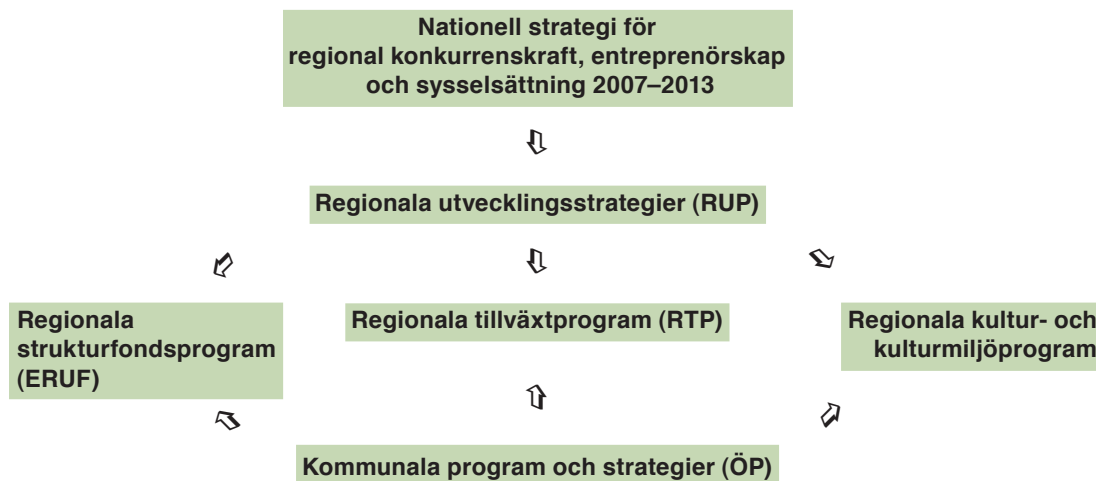 Nationell strategi för
regional konkurrenskraft, entreprenörskap
och sysselsättning 2007–2013
Regionala utvecklingsstrategier (RUP)
Regionala
strukturfondsprogram
(ERUF)
Regionala tillväxtprogram (RTP)
Regionala kultur- och
kulturmiljöprogram
Kommunala program och strategier (ÖP)